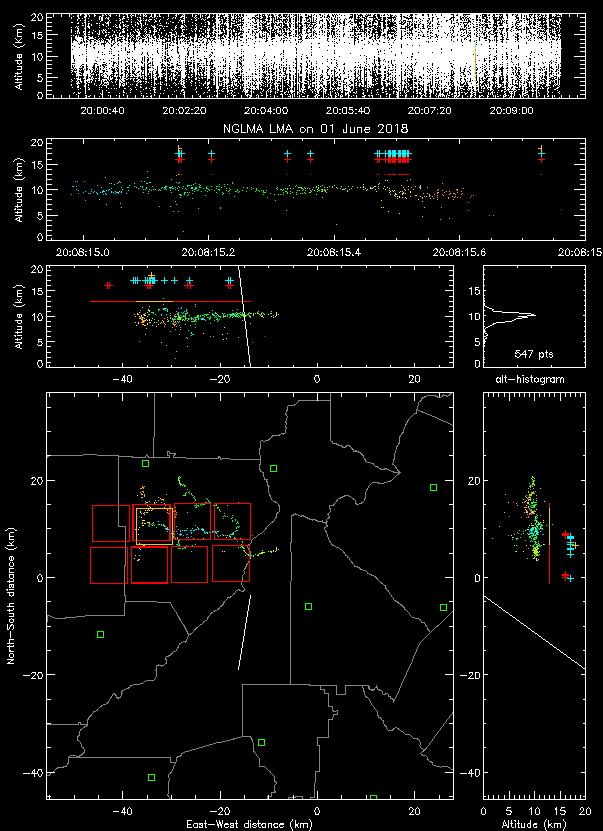 20
15
10
5
0
Altitude (km)
20:00:40 20:02:20 20:04:00 20:05:40 20:07:20 20:09:00
NGLMA LMA on 01 June 2018
20
15
10
5
0
Altitude (km)
20:08:15.0 20:08:15.2 20:08:15.4 20:08:15.6 20:08:15
20
15
10
5
0
Altitude (km)
-40 -20 0 20
15
10
5
0
547 pts
alt-histogram
20
0
-20
-40
North-South distance (km)
-40 -20 0 20
East-West distance (km)
20
0
-20
-40
0 5 10 15 20
Altitude (km)